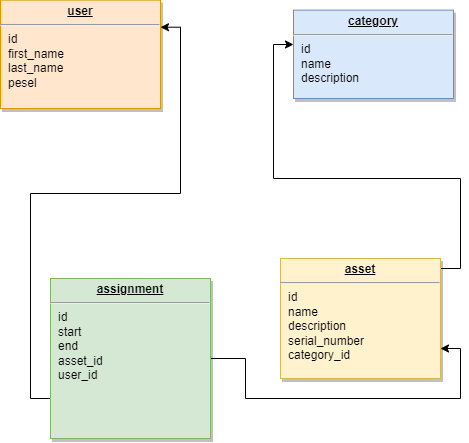 user
id
first_name
last_name
pesel
category
id
name
description
assignment
id
start
end
asset_id
user_id
asset
id
name
description
serial_number
category_id